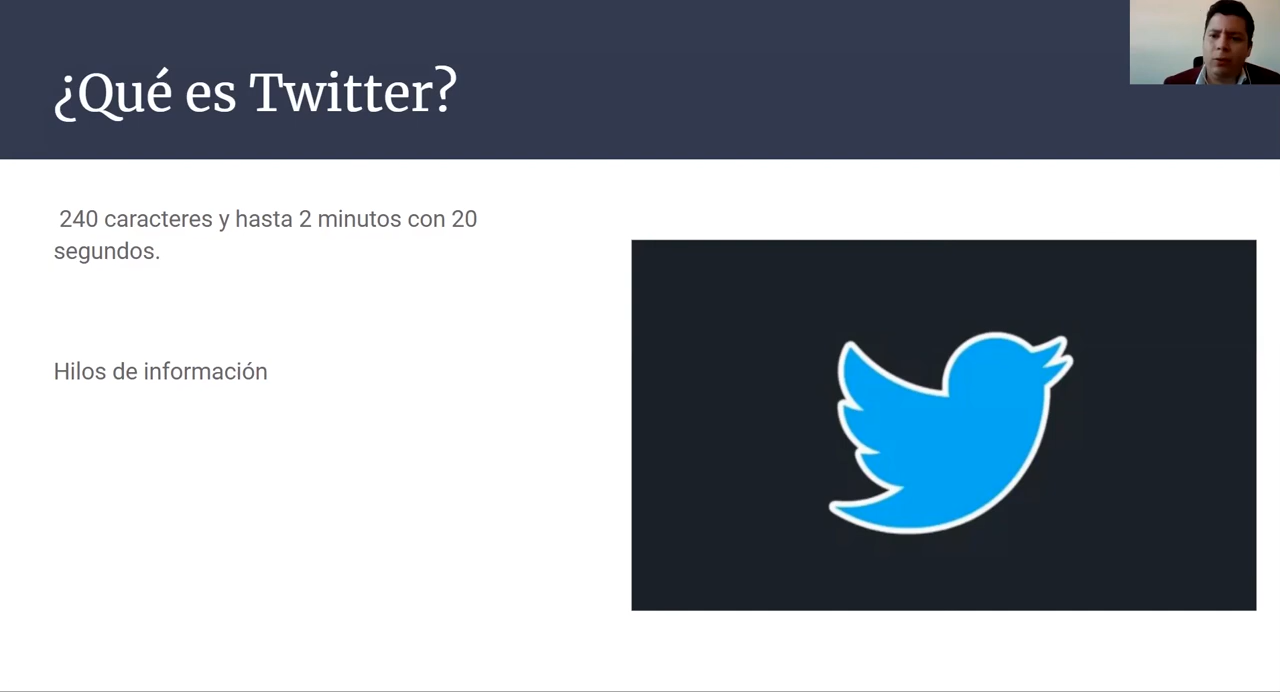 ¿Qué es Twitter?
240 caracteres y hasta 2 minutos con 20
segundos.
Hilos de información